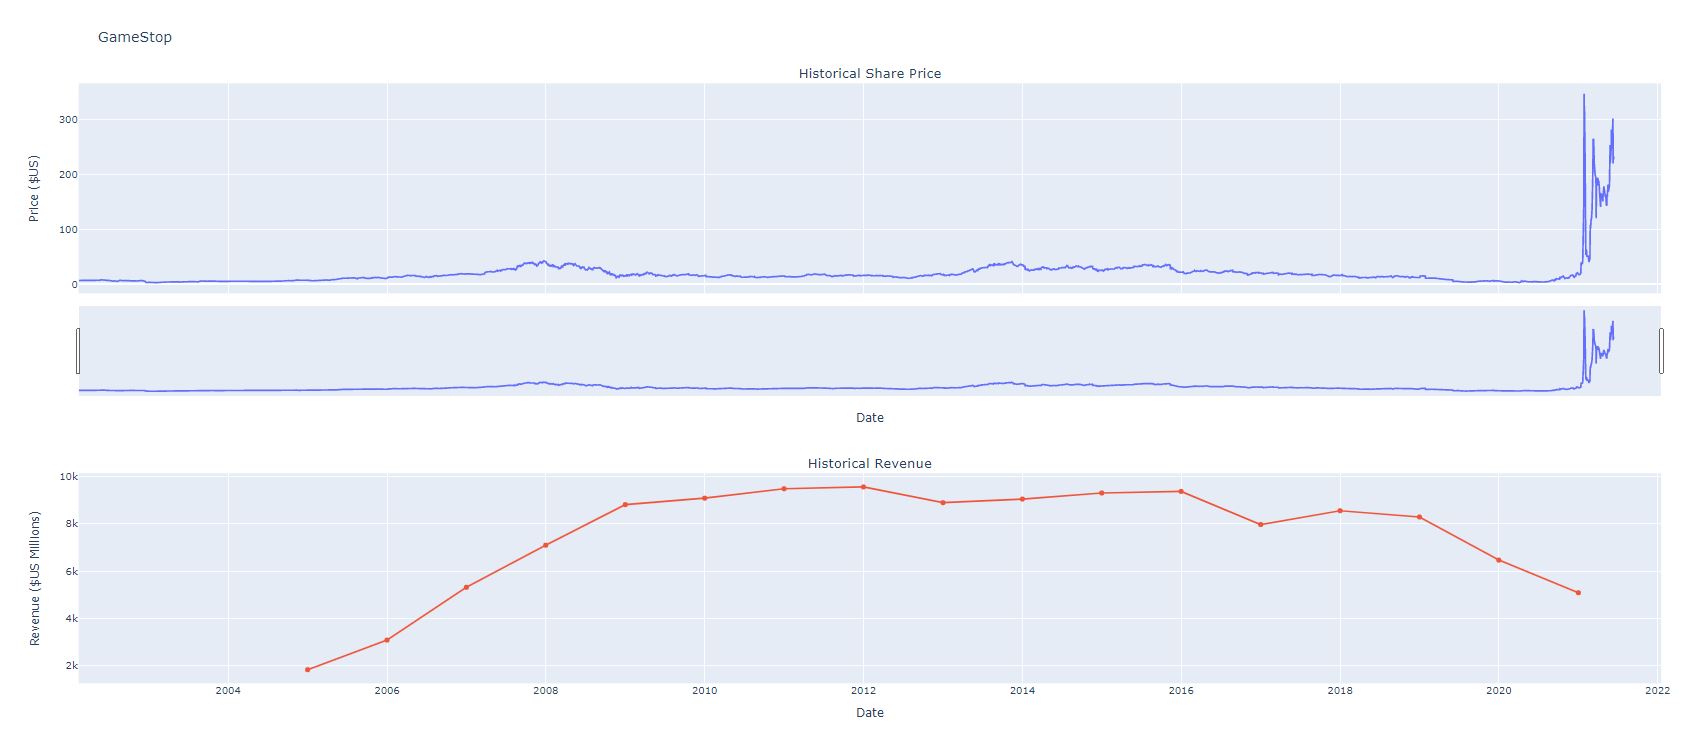 GameStop
Historical Share Price
Price ($US)
300
200
100
0
Date
Historical Revenue
Revenue ($US Millions)
10k
8k
6k
4k
2k
2004 2006 2008 2010 2012 2014 2016 2018 2020 2022
Date